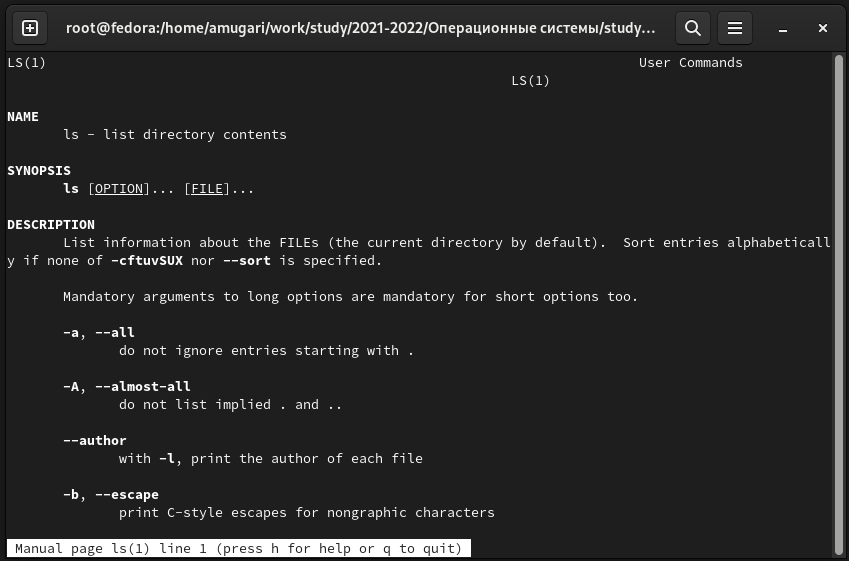 root@fedora:/home/amugari/work/study/2021-2022/Операционные системы/study...
LS(1) User Commands
LS(1)
NAME
ls - list directory contents
SYNOPSIS
ls [OPTION]... [FILE]...
DESCRIPTION
List information about the FILEs (the current directory by default).  Sort entries alphabeticall
y if none of -cftuvSUX nor --sort is specified.
Mandatory arguments to long options are mandatory for short options too.
-a, --all
do not ignore entries starting with .
-A, --almost-all
do not list implied . and ..
--author
with -l, print the author of each file
-b, --escape
print C-style escapes for nongraphic characters
Manual page ls(1) line 1 (press h for help or q to quit)